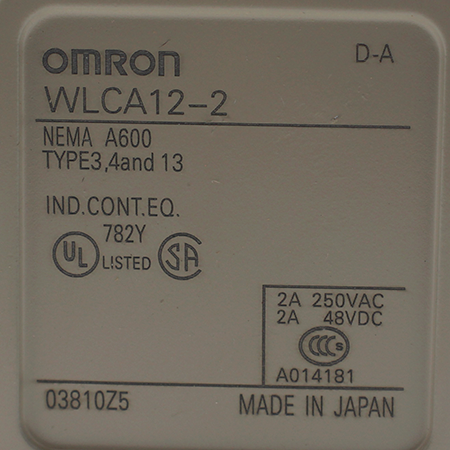 OMRON D-A
WLCA12-2
NEMA A600
TYPE3,4and 13
IND.CONT.EQ.
782Y
UL LISTED SA
2A 250VAC
2A 48VDC
CCC S
A014181
03810Z5 MADE IN JAPAN